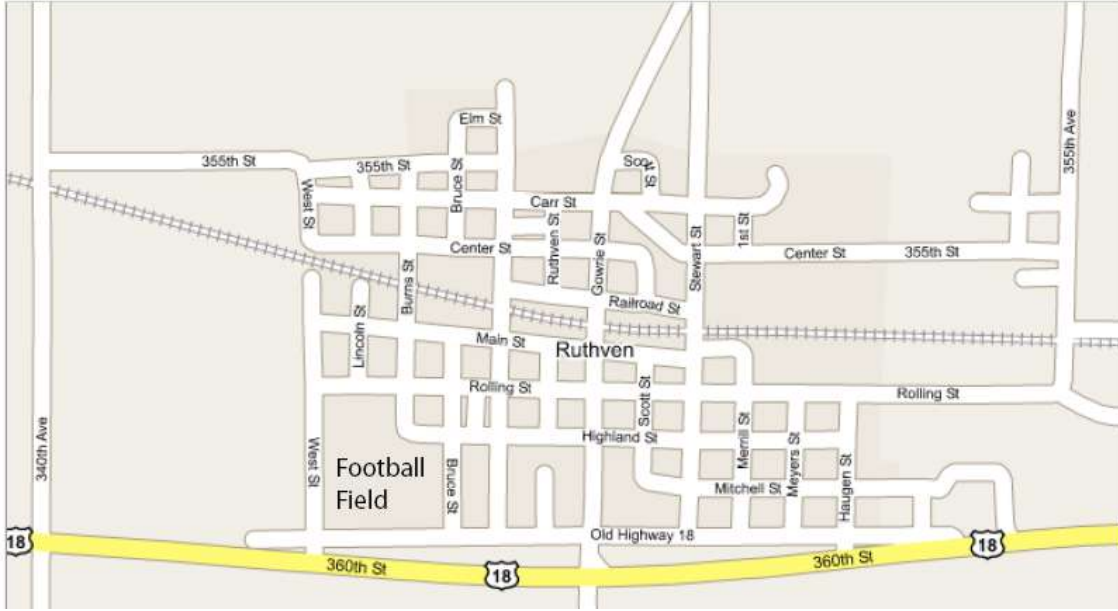 Elm St
355th St
355th St
Bruce St
West St
Carr St
Soo
1st St
355th Ave
Center St
Ruthven St
Gowrie St
Stewart St
1st St
Center St
355th St
Burns St
Railroad St
Lincoln St
Main St
Ruthven
Rolling St
Scott St
Rolling St
340th Ave
West St
Football
Field
Bruce St
Highland St
Merrill St
Meyers St
Mitchell St
Haugen St
Old Highway 18
18
360th St
18
360th St
18